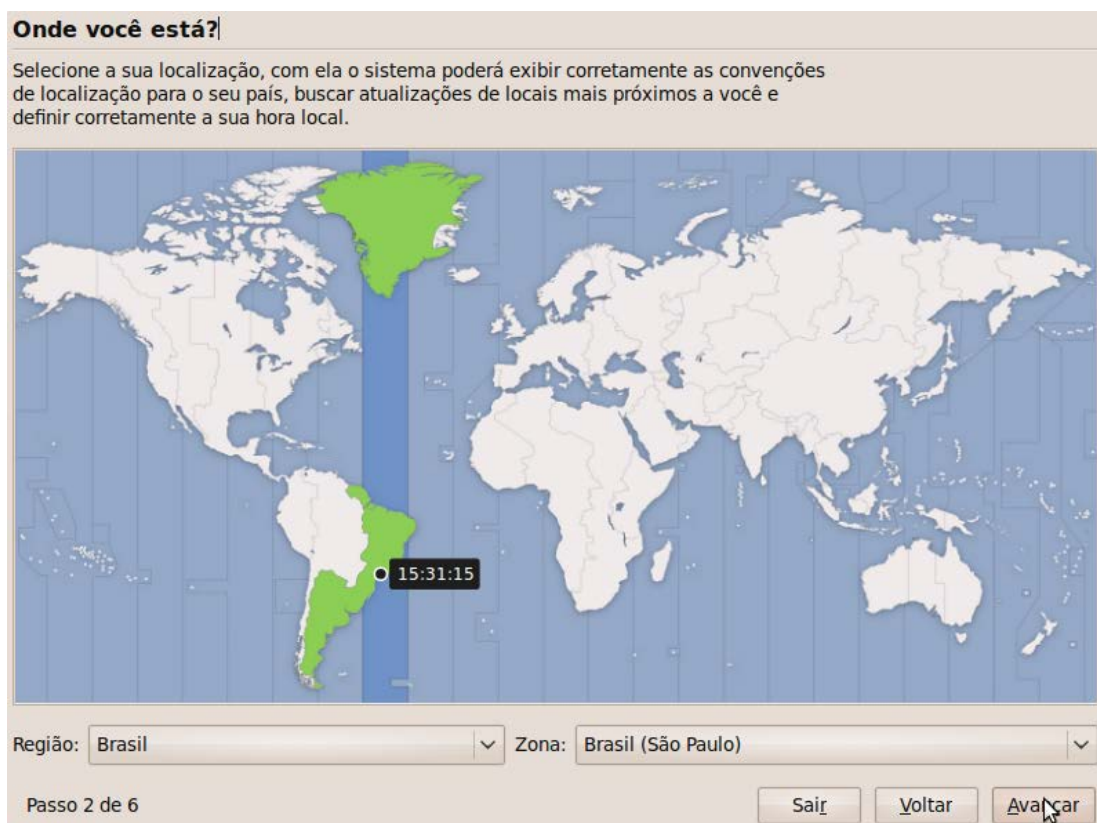 Onde você está?
Selecione a sua localização, com ela o sistema poderá exibir corretamente as convenções
de localização para o seu país, buscar atualizações de locais mais próximos a você e
definir corretamente a sua hora local.
15:31:15
Região: Brasil Zona: Brasil (São Paulo)
Passo 2 de 6 Sair Voltar Avançar